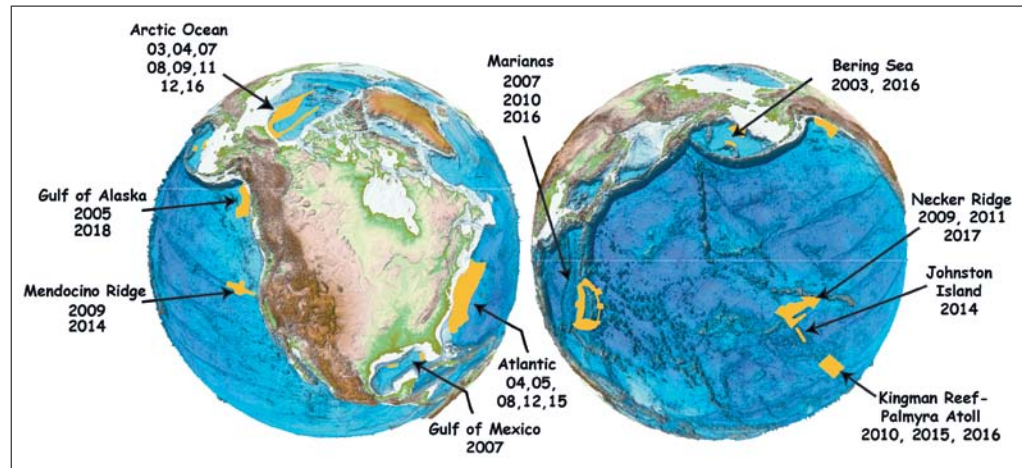 Arctic Ocean
03,04,07
08,09,11
12,16
Gulf of Alaska
2005
2018
Mendocino Ridge
2009
2014
Atlantic
04,05,
08,12,15
Gulf of Mexico
2007
Marianas
2007
2010
2016
Bering Sea
2003, 2016
Necker Ridge
2009, 2011
2017
Johnston
Island
2014
Kingman Reef-
Palmyra Atoll
2010, 2015, 2016